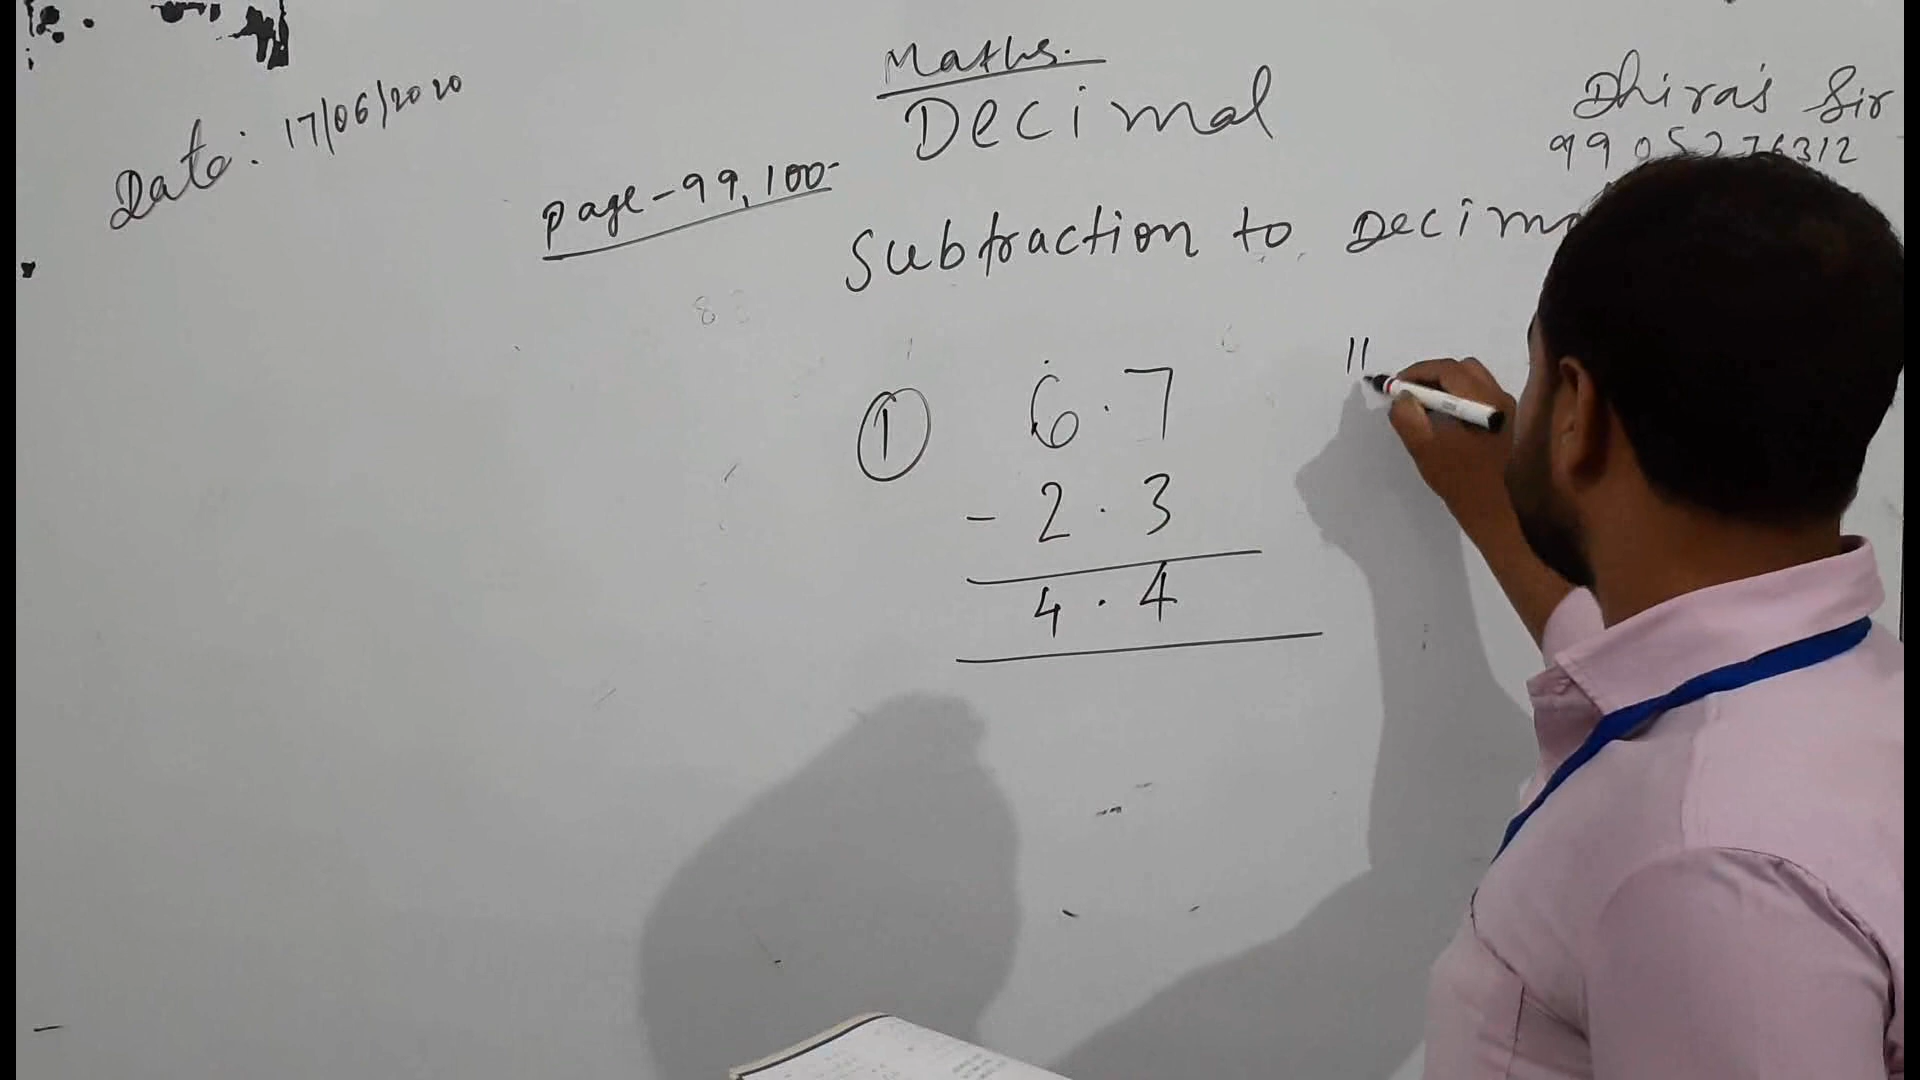 Maths.
Decimal
Date: 17/06/2020
Dhiraj Sir
page-99,100-
Subtraction to Decim
11
1 6.7
- 2.3
4.4